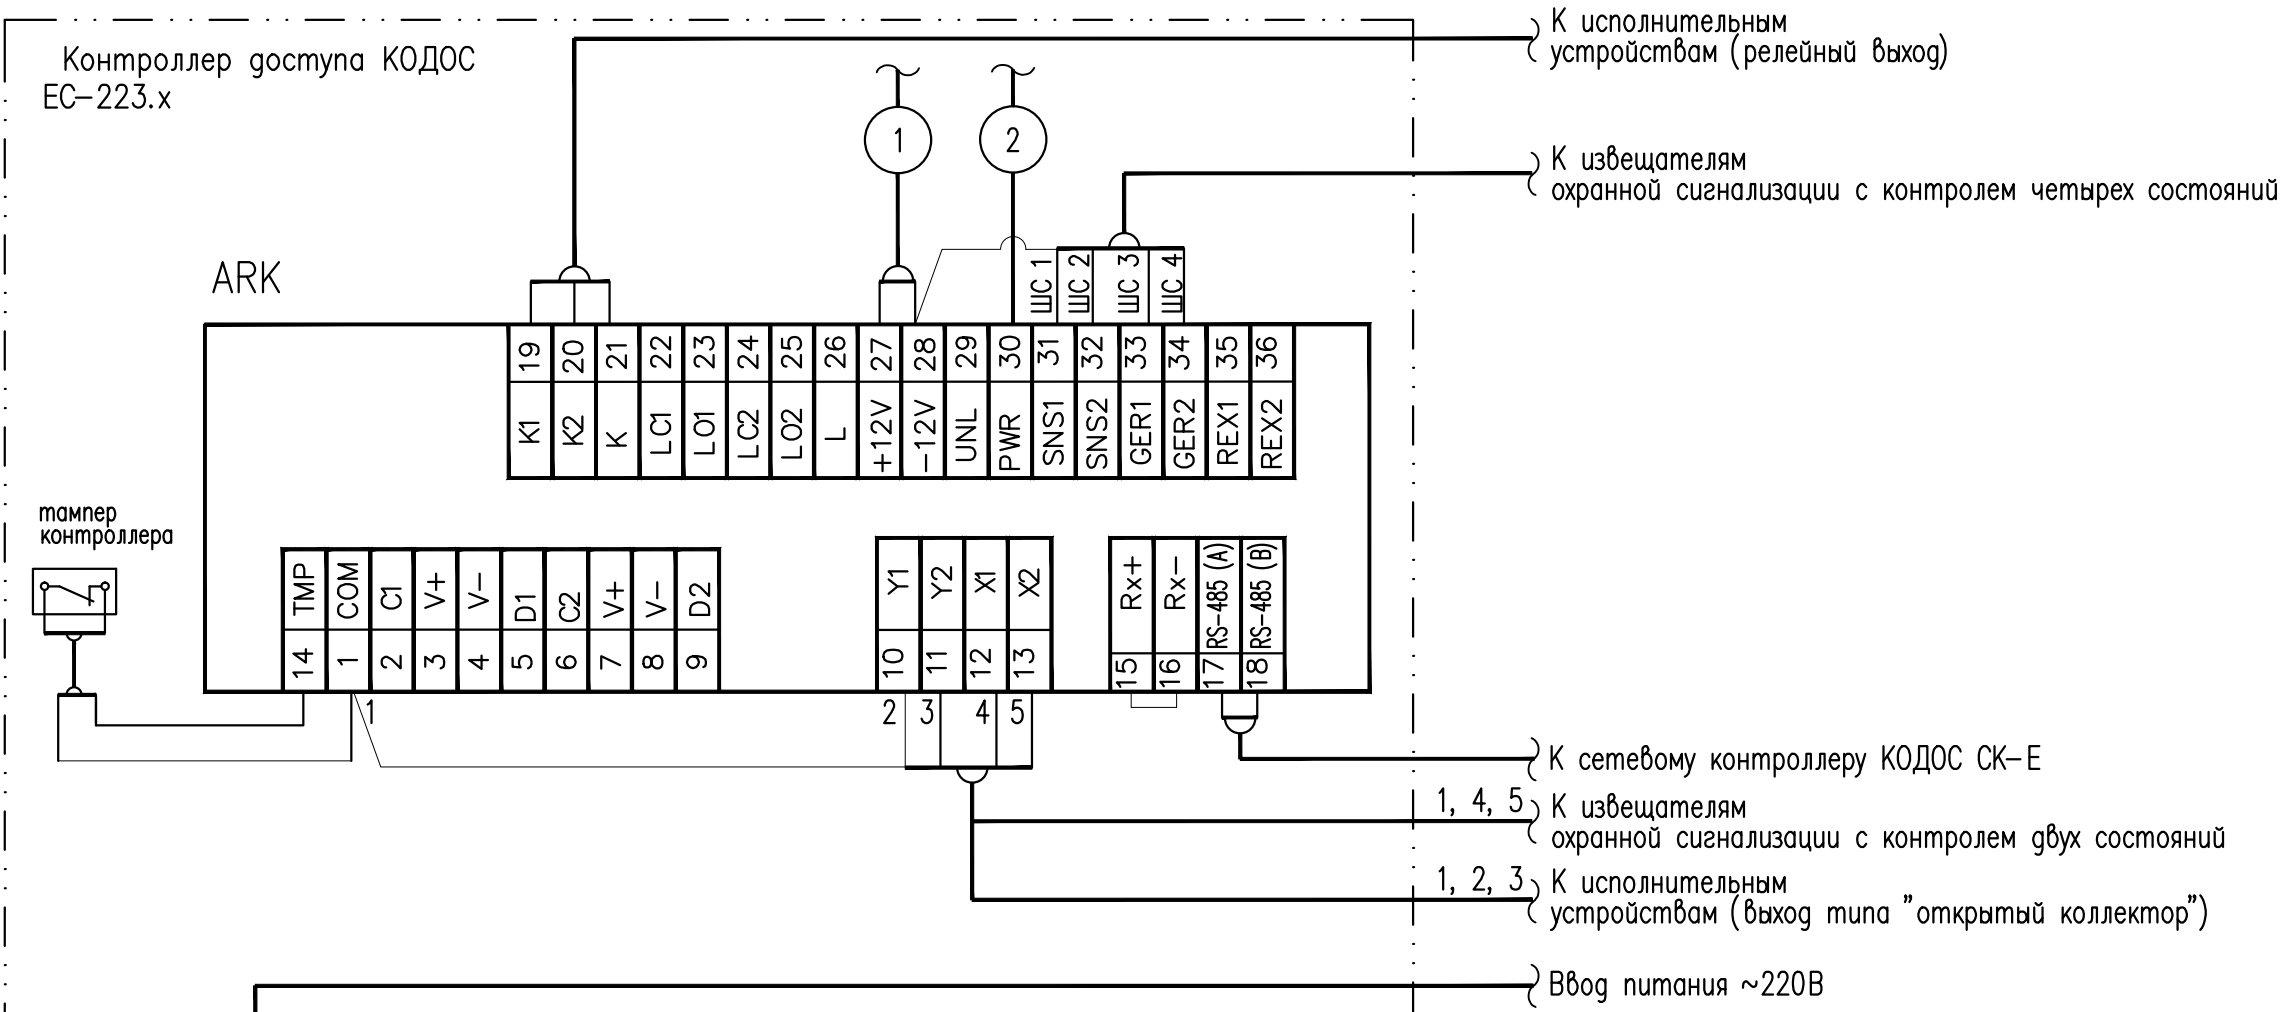 К исполнительным
устройствам (релейный выход)
Контроллер доступа КОДОС
ЕС-223.x
1
2
К извещателям
охранной сигнализации с контролем четырех состояний
ARK
ШС 1
ШС 2
ШС 3
ШС 4
19 20 21 22 23 24 25 26 27 28 29 30 31 32 33 34 35 36
K1 K2 K LC1 LO1 LC2 LO2 L +12V -12V UNL PWR SNS1 SNS2 GER1 GER2 REX1 REX2
тампер
контроллера
TMP COM C1 V+ V- D1 C2 V+ V- D2
14 1 2 3 4 5 6 7 8 9
Y1 Y2 X1 X2
10 11 12 13
Rx+ Rx- RS-485 (A) RS-485 (B)
15 16 17 18
1
2 3 4 5
К сетевому контроллеру КОДОС СК-Е
1, 4, 5
К извещателям
охранной сигнализации с контролем двух состояний
1, 2, 3
К исполнительным
устройствам (выход типа "открытый коллектор")
Ввод питания ~220В